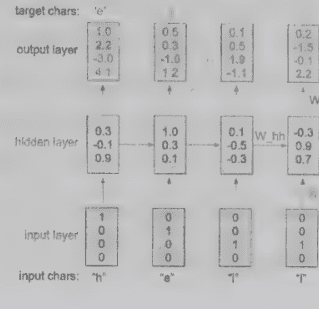 target chars: "e"
1.0 0.5 0.1 0.2
2.2 0.3 0.5 -1.5
output layer
-3.0 -1.0 1.9 -0.1
4.1 1.2 -1.1 2.2
0.3 1.0 0.1 W_hh -0.3
hidden layer -0.1 0.3 -0.5 0.9
0.9 0.1 -0.3 0.7
1 0 0 0
0 1 0 0
input layer
0 0 1 1
0 0 0 0
input chars: "h" "e" "l" "l"